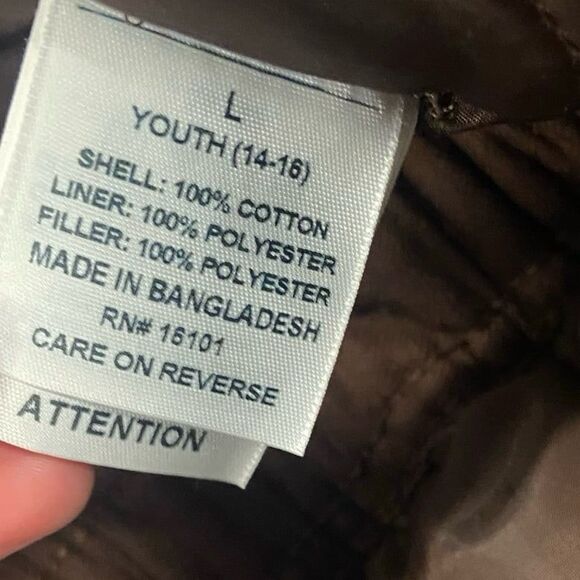 L
YOUTH (14-16)
SHELL: 100% COTTON
LINER: 100% POLYESTER
FILLER: 100% POLYESTER
MADE IN BANGLADESH
RN# 16101
CARE ON REVERSE
ATTENTION